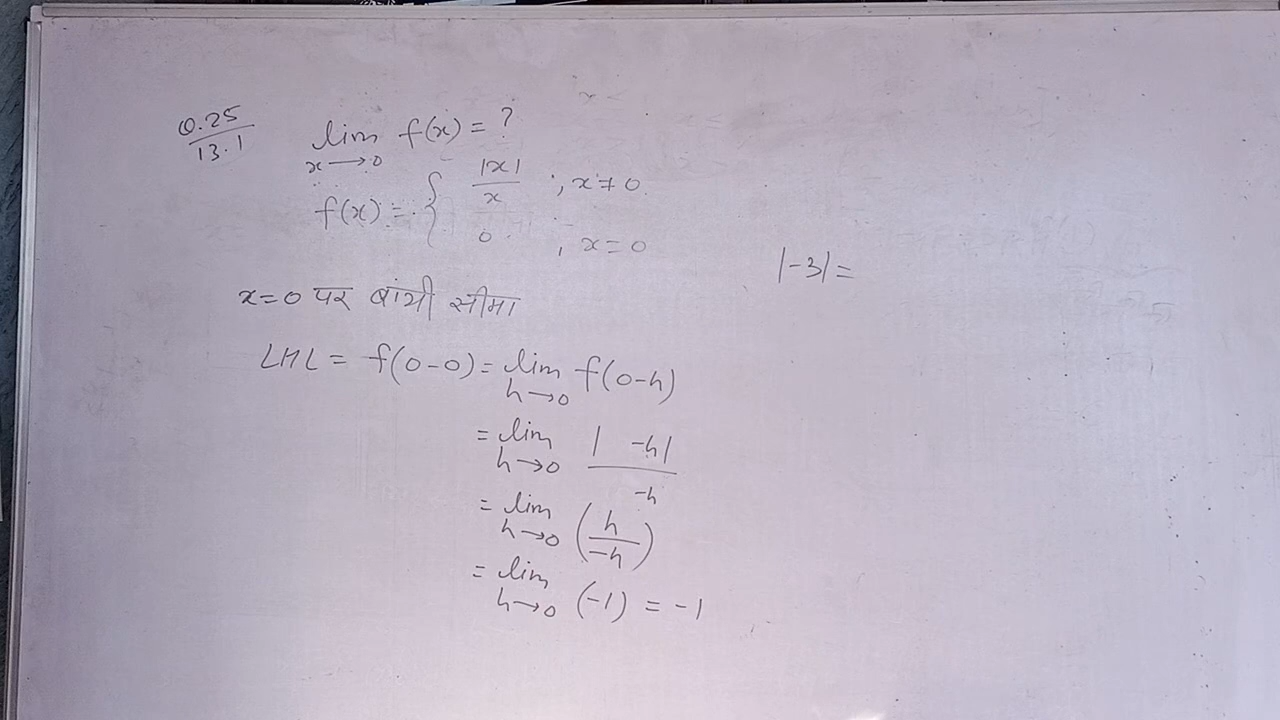 Q.25
13.1
lim f(x) = ?
x→0
f(x) = { |x|/x ; x≠0.
0 , x=0
|-3| =
x=0 पर बांयी सीमा
LHL = f(0-0) = lim f(0-h)
h→0
= lim | -h|
h→0 -h
= lim (h/-h)
h→0
= lim (-1) = -1
h→0